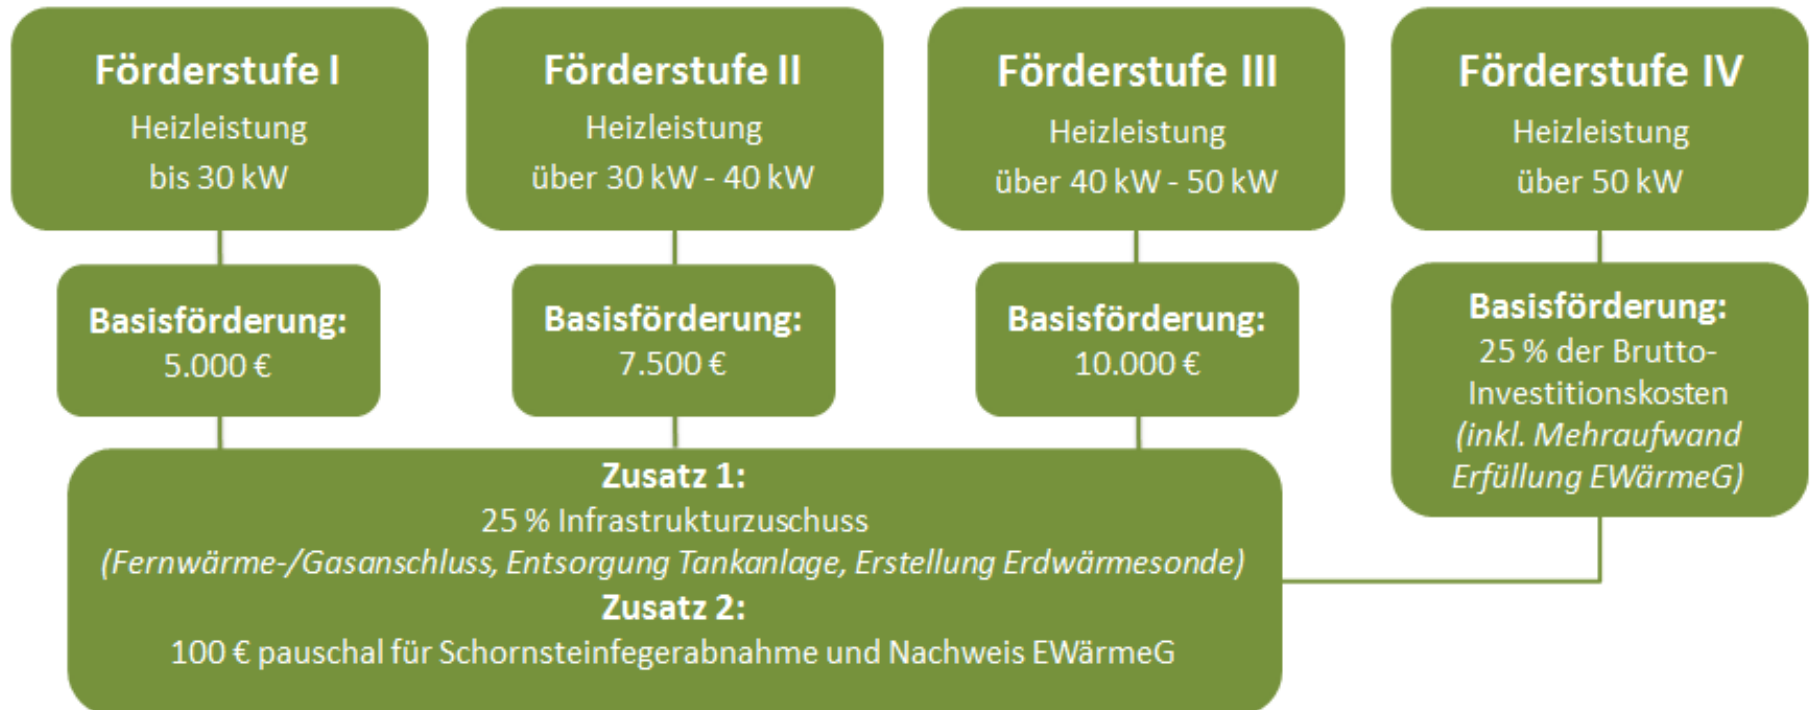 Förderstufe I
Heizleistung
bis 30 kW
Förderstufe II
Heizleistung
über 30 kW - 40 kW
Förderstufe III
Heizleistung
über 40 kW - 50 kW
Förderstufe IV
Heizleistung
über 50 kW
Basisförderung:
5.000 €
Basisförderung:
7.500 €
Basisförderung:
10.000 €
Basisförderung:
25 % der Brutto-
Investitionskosten
(inkl. Mehraufwand
Erfüllung EWärmeG)
Zusatz 1:
25 % Infrastrukturzuschuss
(Fernwärme-/Gasanschluss, Entsorgung Tankanlage, Erstellung Erdwärmesonde)
Zusatz 2:
100 € pauschal für Schornsteinfegerabnahme und Nachweis EWärmeG